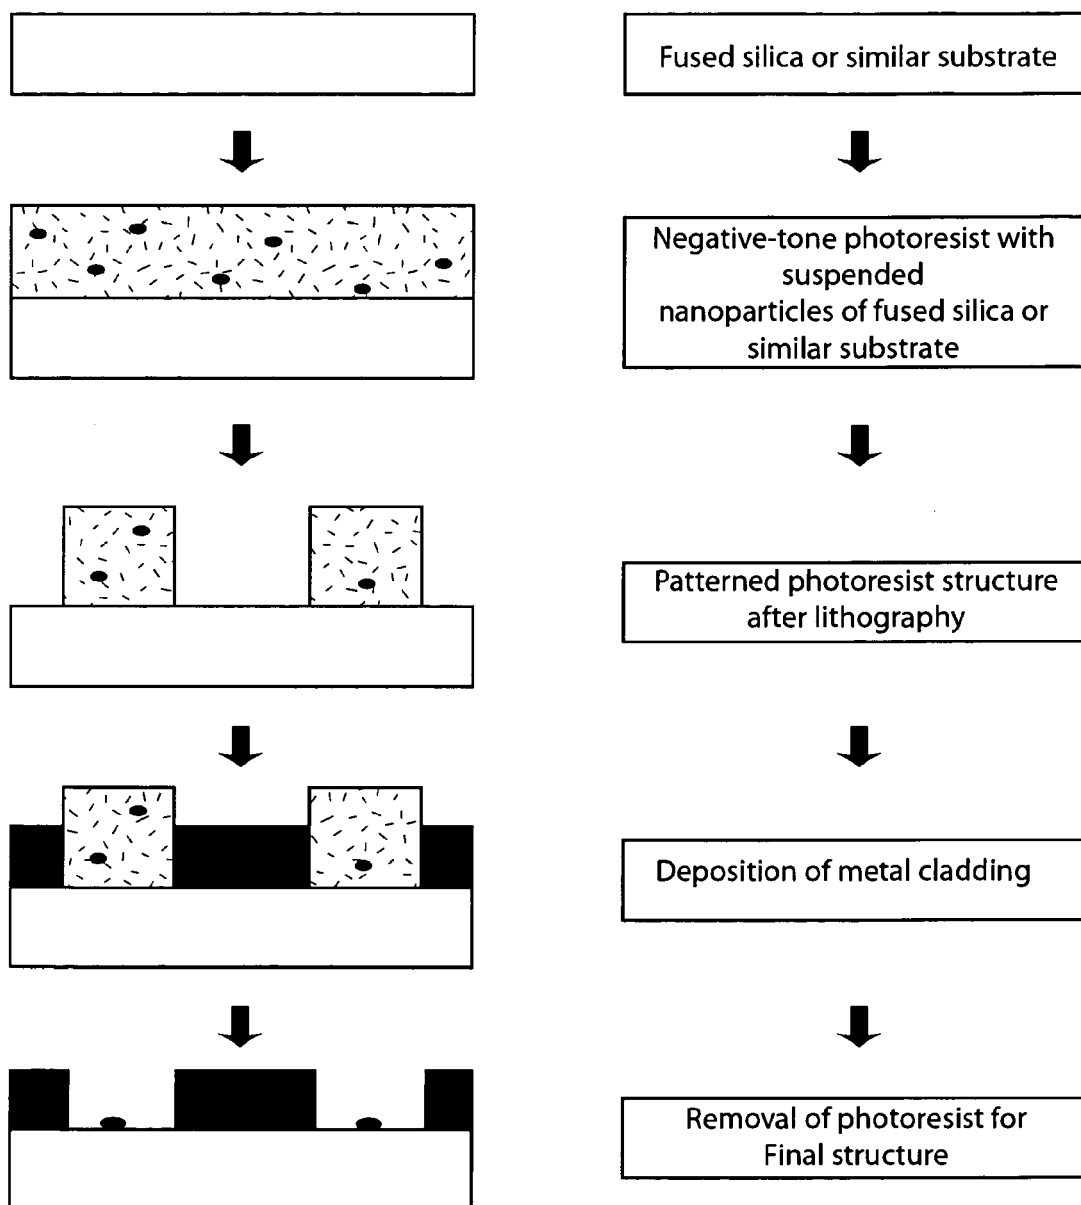 Fused silica or similar substrate
Negative-tone photoresist with
suspended
nanoparticles of fused silica or
similar substrate
Patterned photoresist structure
after lithography
Deposition of metal cladding
Removal of photoresist for
Final structure